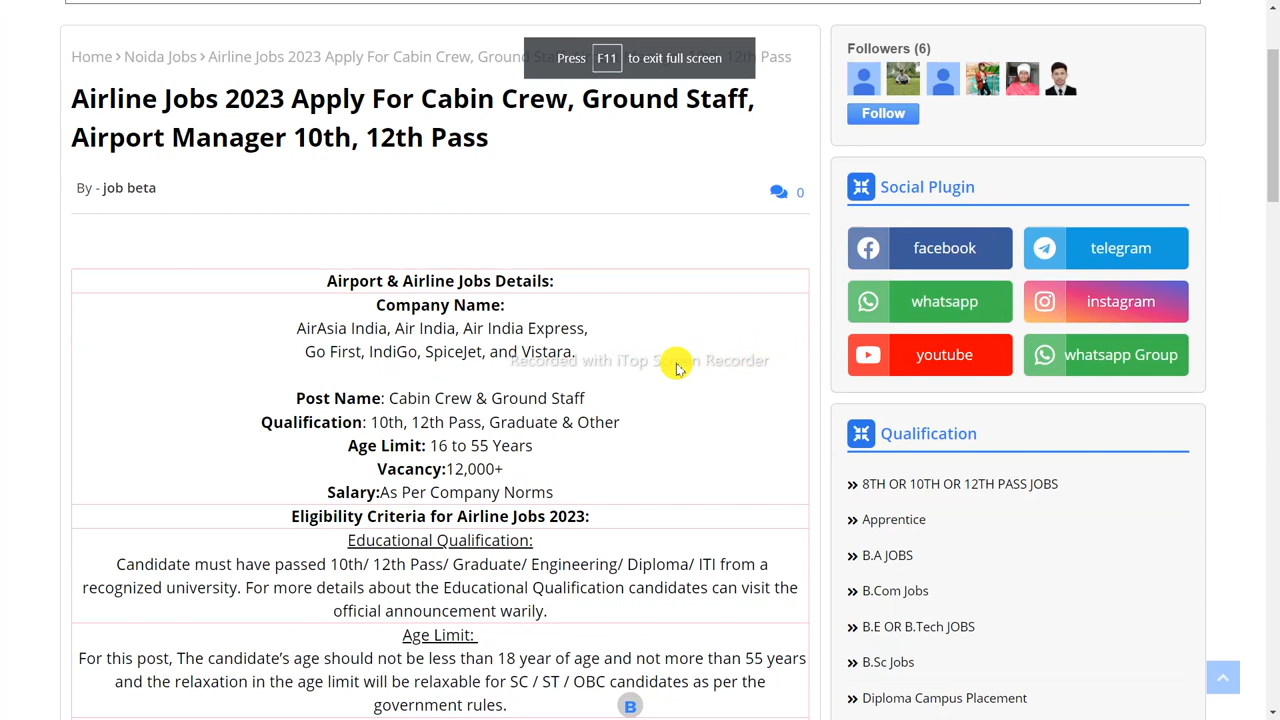 Home > Noida Jobs > Airline Jobs 2023 Apply For Cabin Crew, Ground
Press F11 to exit full screen
Pass
Airline Jobs 2023 Apply For Cabin Crew, Ground Staff,
Airport Manager 10th, 12th Pass
By - job beta
0
Airport & Airline Jobs Details:
Company Name:
AirAsia India, Air India, Air India Express,
Go First, IndiGo, SpiceJet, and Vistara.
Recorded with iTop Screen Recorder
Post Name: Cabin Crew & Ground Staff
Qualification: 10th, 12th Pass, Graduate & Other
Age Limit: 16 to 55 Years
Vacancy:12,000+
Salary:As Per Company Norms
Eligibility Criteria for Airline Jobs 2023:
Educational Qualification:
Candidate must have passed 10th/ 12th Pass/ Graduate/ Engineering/ Diploma/ ITI from a
recognized university. For more details about the Educational Qualification candidates can visit the
official announcement warily.
Age Limit:
For this post, The candidate's age should not be less than 18 year of age and not more than 55 years
and the relaxation in the age limit will be relaxable for SC / ST / OBC candidates as per the
government rules.
B
Followers (6)
Follow
Social Plugin
facebook
telegram
whatsapp
instagram
youtube
whatsapp Group
Qualification
8TH OR 10TH OR 12TH PASS JOBS
Apprentice
B.A JOBS
B.Com Jobs
B.E OR B.Tech JOBS
B.Sc Jobs
Diploma Campus Placement